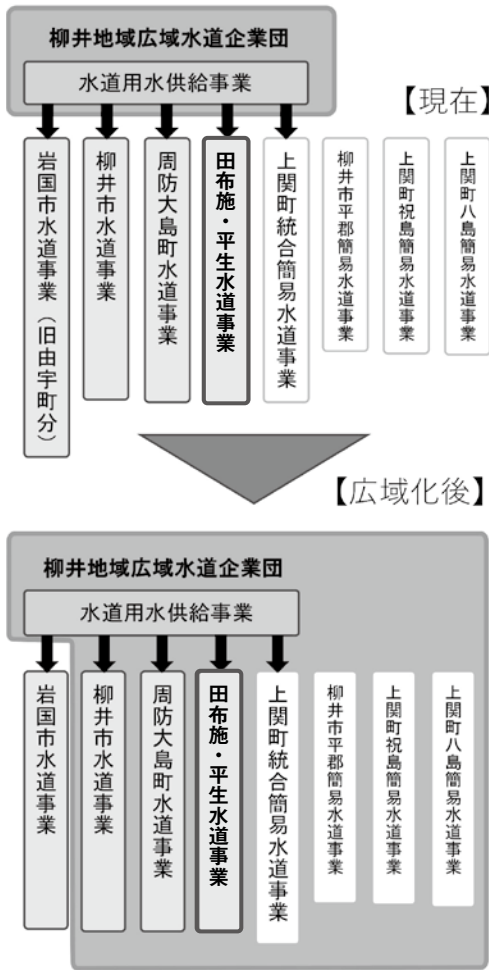 柳井地域広域水道企業団
水道用水供給事業
【現在】
岩国市水道事業（旧由宇町分）
柳井市水道事業
周防大島町水道事業
田布施・平生水道事業
上関町統合簡易水道事業
柳井市平郡簡易水道事業
上関町祝島簡易水道事業
上関町八島簡易水道事業
【広域化後】
柳井地域広域水道企業団
水道用水供給事業
岩国市水道事業
柳井市水道事業
周防大島町水道事業
田布施・平生水道事業
上関町統合簡易水道事業
柳井市平郡簡易水道事業
上関町祝島簡易水道事業
上関町八島簡易水道事業